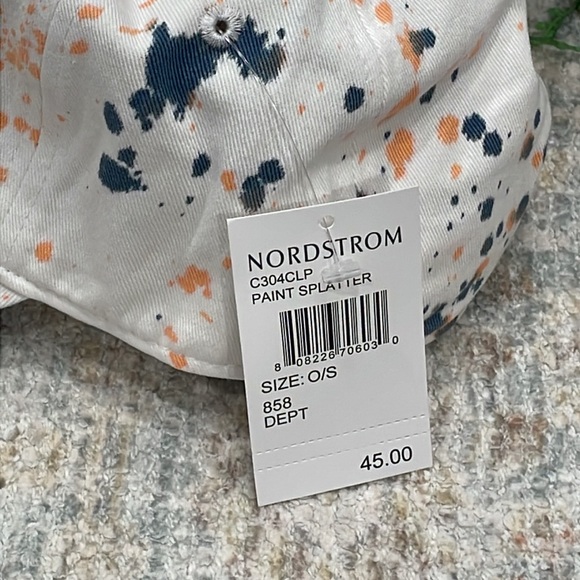 NORDSTROM
C304CLP
PAINT SPLATTER
8 08226 70603 0
SIZE: O/S
858
DEPT
45.00